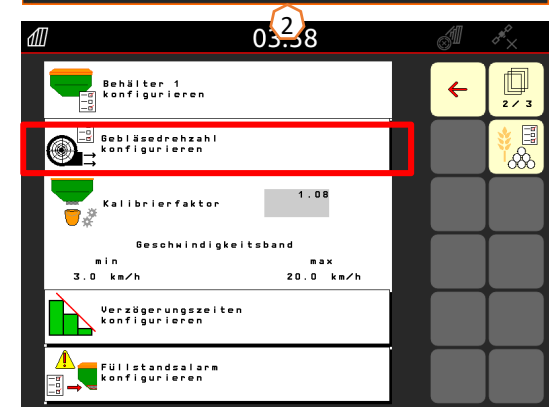 2
03:38
Behälter 1
konfigurieren
2 / 3
Gebläsedrehzahl
konfigurieren
Kalibrierfaktor
1.08
Geschwindigkeitsband
min max
3.0 km/h 20.0 km/h
Verzögerungszeiten
konfigurieren
Füllstandsalarm
konfigurieren